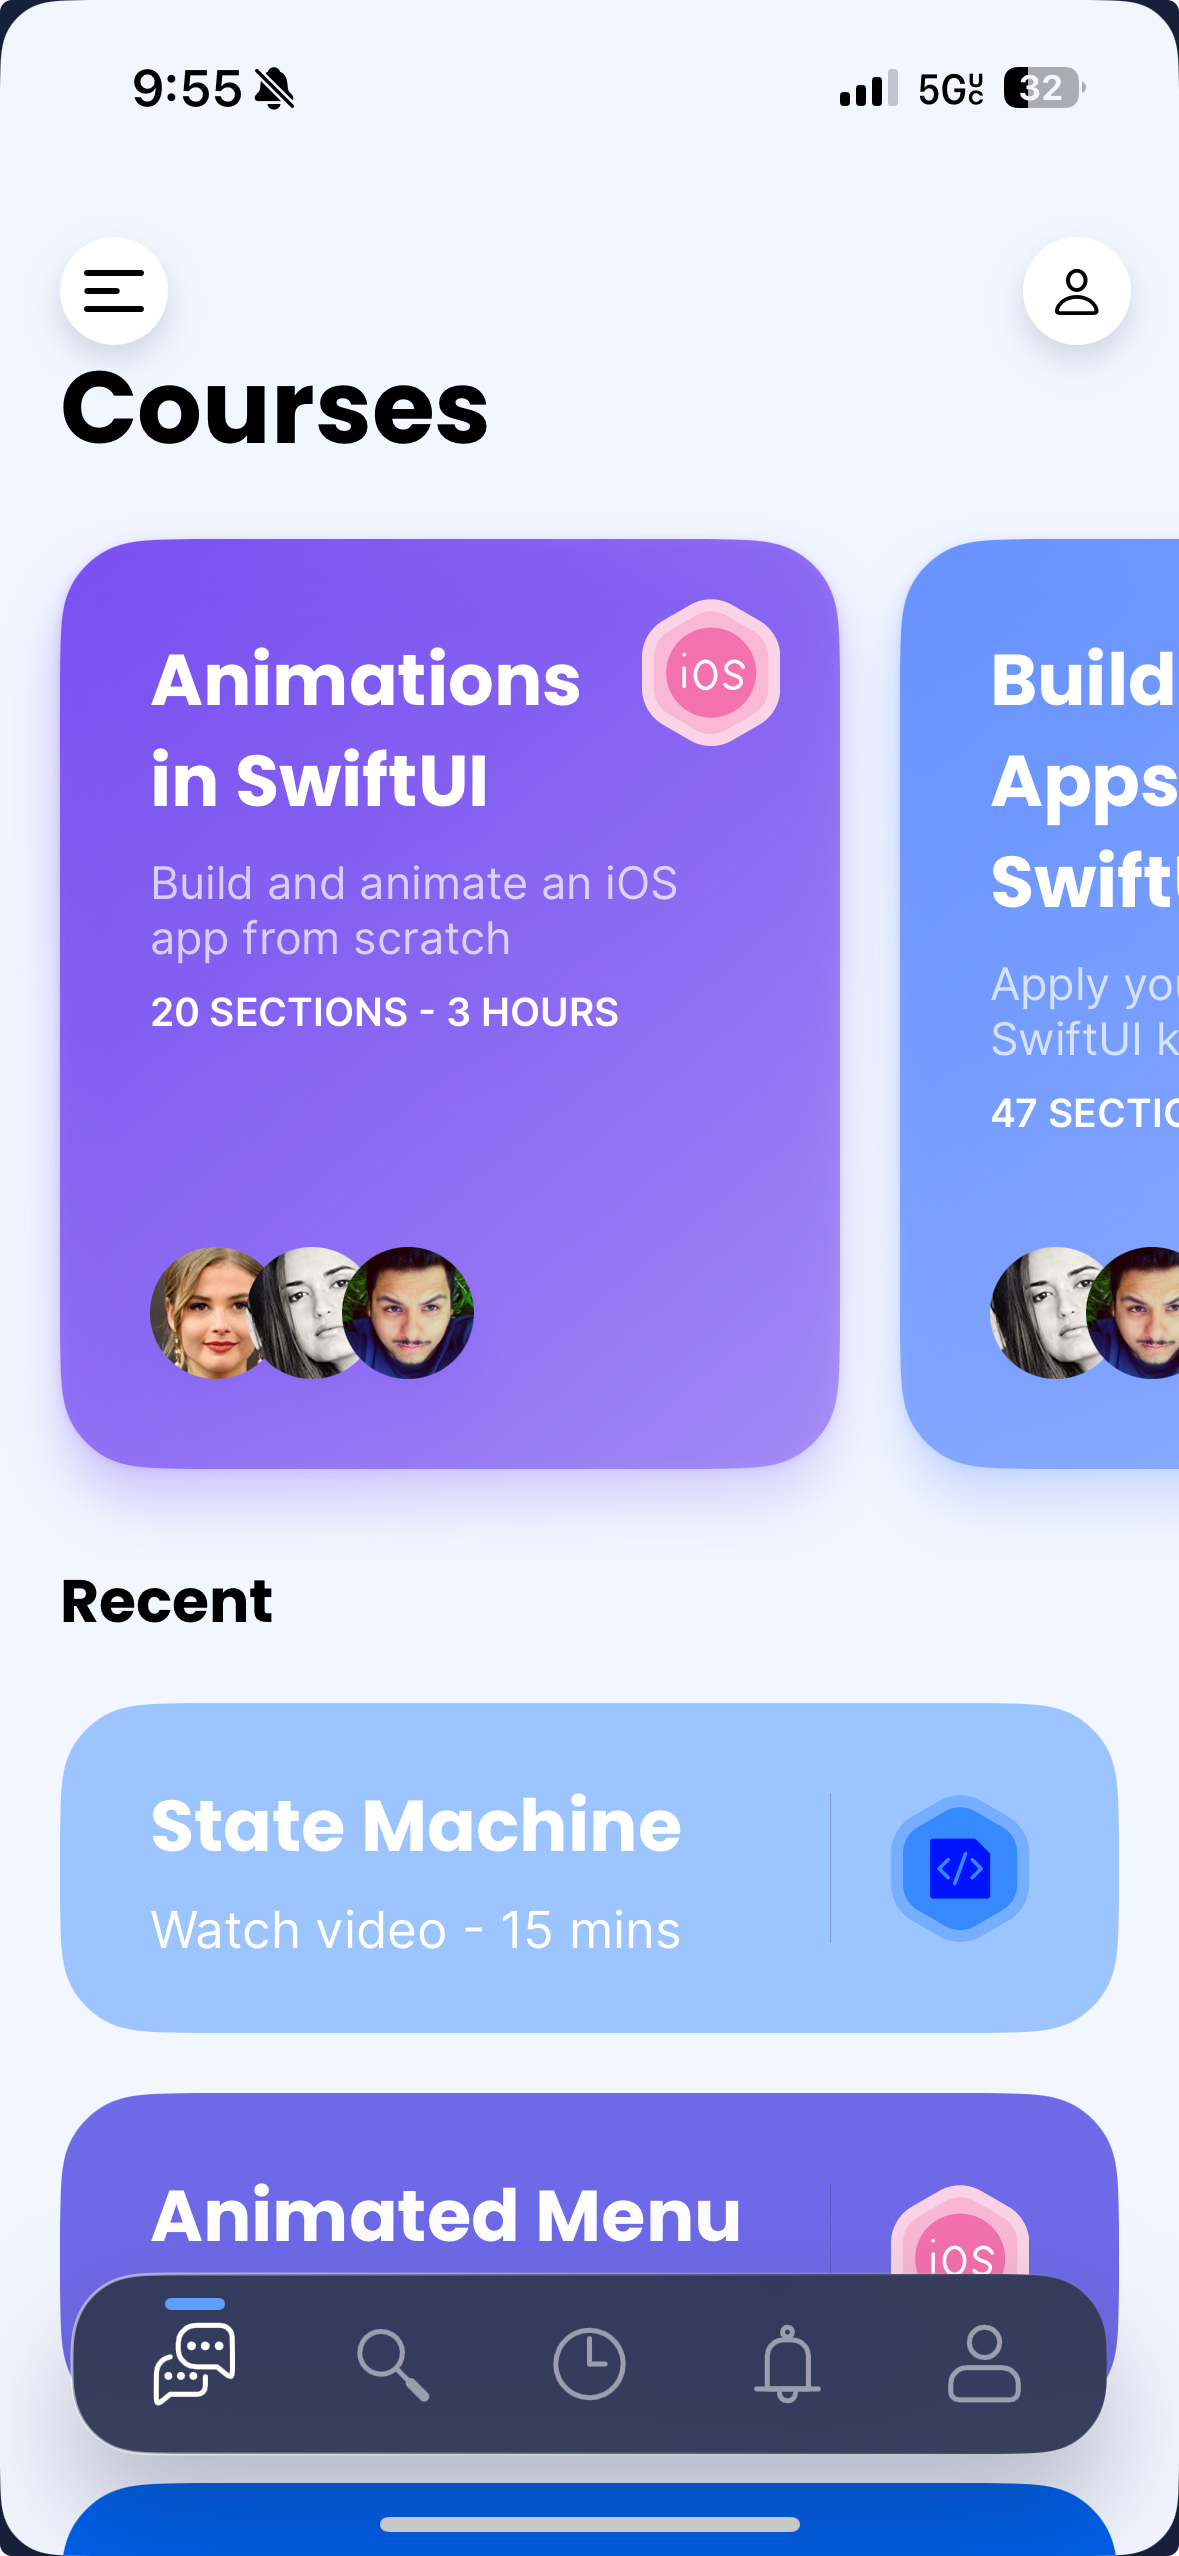 9:55
5G UC
32
Courses
Animations
in SwiftUI
iOS
Build and animate an iOS
app from scratch
20 SECTIONS - 3 HOURS
Build
Apps
Swift
Apply
SwiftUI
47
Recent
State Machine
Watch video - 15 mins
</>
Animated Menu
iOS